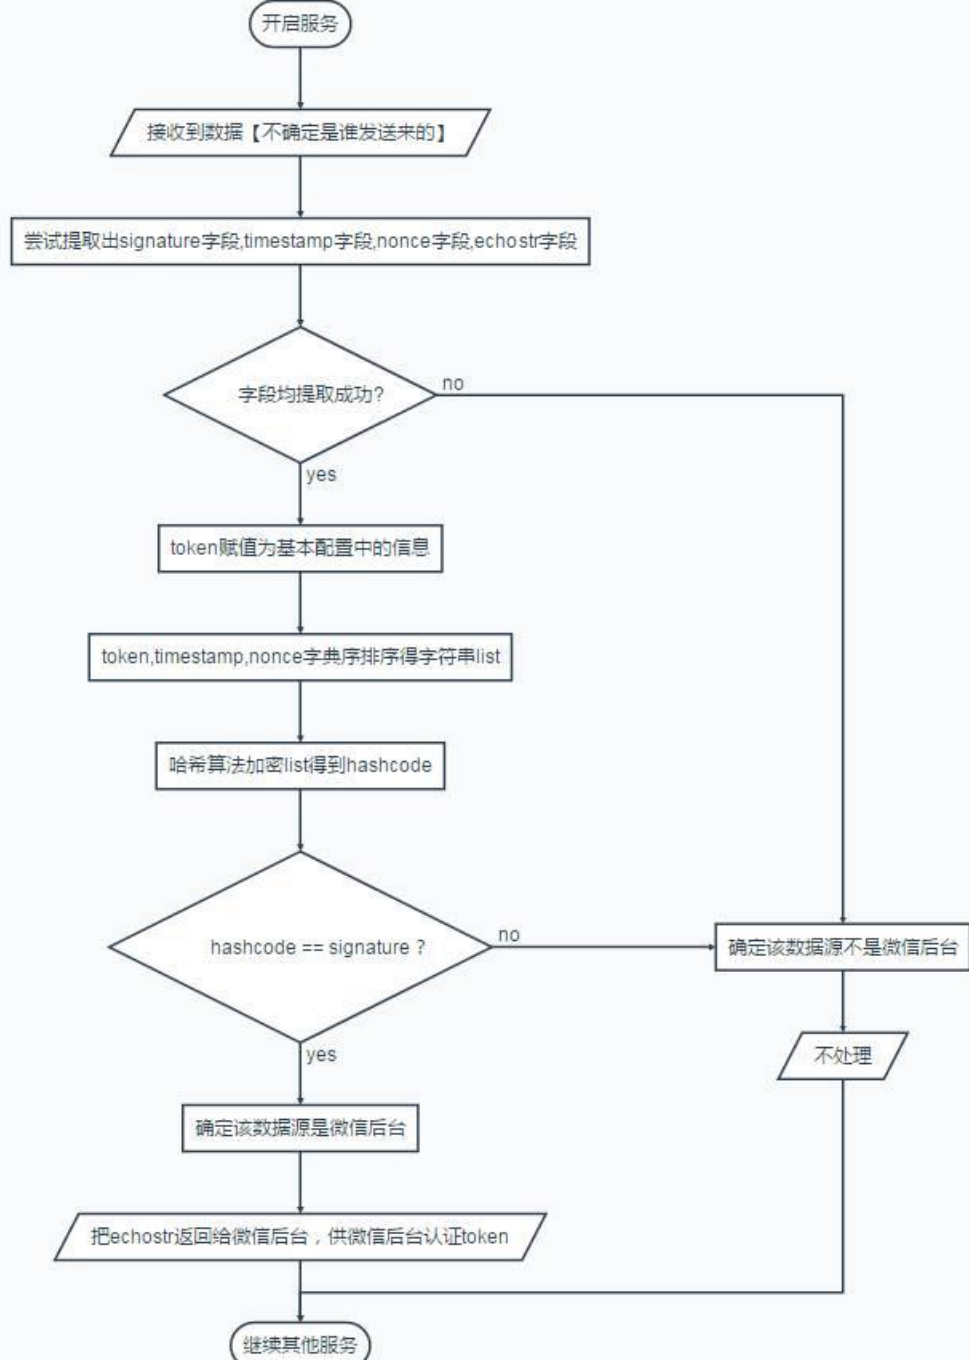 开启服务
接收到数据【不确定是谁发送来的】
尝试提取出signature字段,timestamp字段,nonce字段,echostr字段
字段均提取成功?
no
yes
token赋值为基本配置中的信息
token,timestamp,nonce字典序排序得字符串list
哈希算法加密list得到hashcode
hashcode == signature ?
no
确定该数据源不是微信后台
yes
不处理
确定该数据源是微信后台
把echostr返回给微信后台，供微信后台认证token
继续其他服务